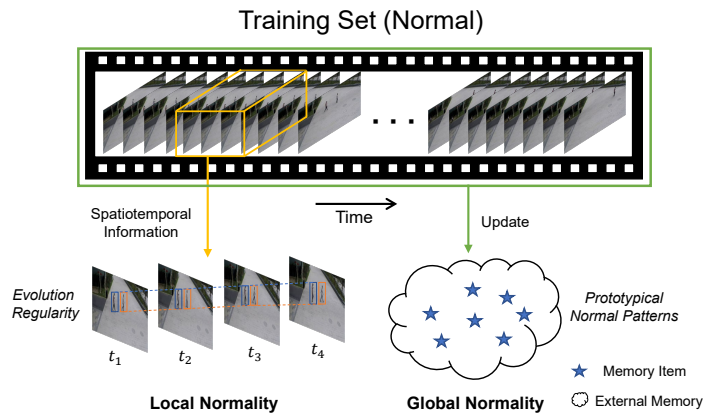 Training Set (Normal)
. . .
Spatiotemporal
Information
Time
Update
Evolution
Regularity
Prototypical
Normal Patterns
t₁
t₂
t₃
t₄
Memory Item
External Memory
Local Normality
Global Normality